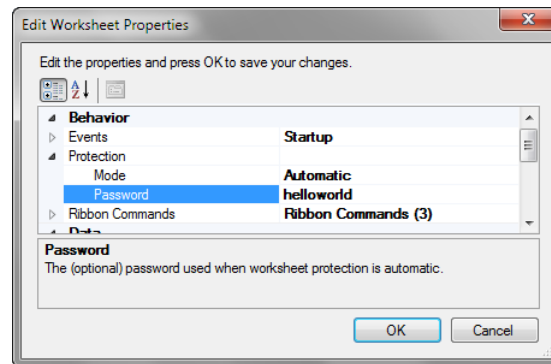 Edit Worksheet Properties
Edit the properties and press OK to save your changes.
Behavior
Events Startup
Protection
Mode Automatic
Password helloworld
Ribbon Commands Ribbon Commands (3)
Data
Password
The (optional) password used when worksheet protection is automatic.
OK Cancel